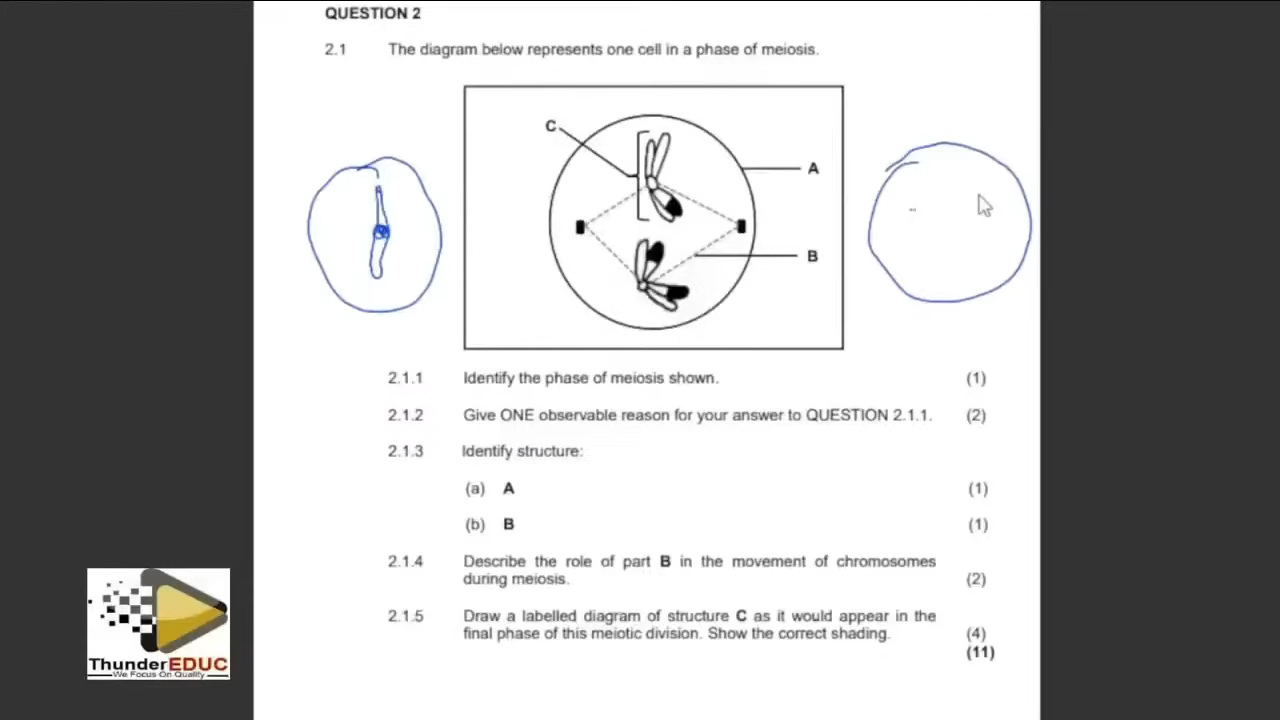 QUESTION 2
2.1 The diagram below represents one cell in a phase of meiosis.
C
A
B
2.1.1 Identify the phase of meiosis shown. (1)
2.1.2 Give ONE observable reason for your answer to QUESTION 2.1.1. (2)
2.1.3 Identify structure:
(a) A (1)
(b) B (1)
2.1.4 Describe the role of part B in the movement of chromosomes
during meiosis. (2)
2.1.5 Draw a labelled diagram of structure C as it would appear in the
final phase of this meiotic division. Show the correct shading. (4)
(11)
ThunderEDUC
We Focus On Quality